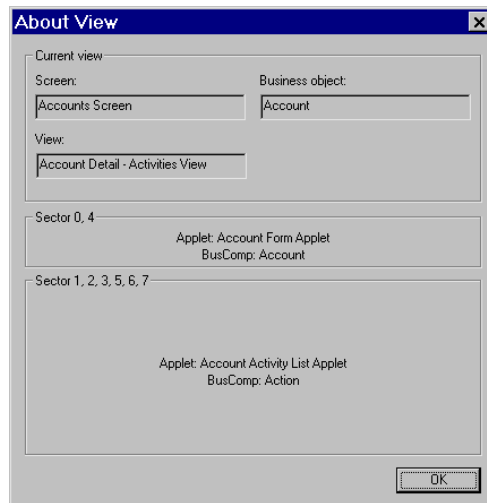 About View
Current view
Screen: Business object:
Accounts Screen Account
View:
Account Detail - Activities View
Sector 0, 4
Applet: Account Form Applet
BusComp: Account
Sector 1, 2, 3, 5, 6, 7
Applet: Account Activity List Applet
BusComp: Action
OK